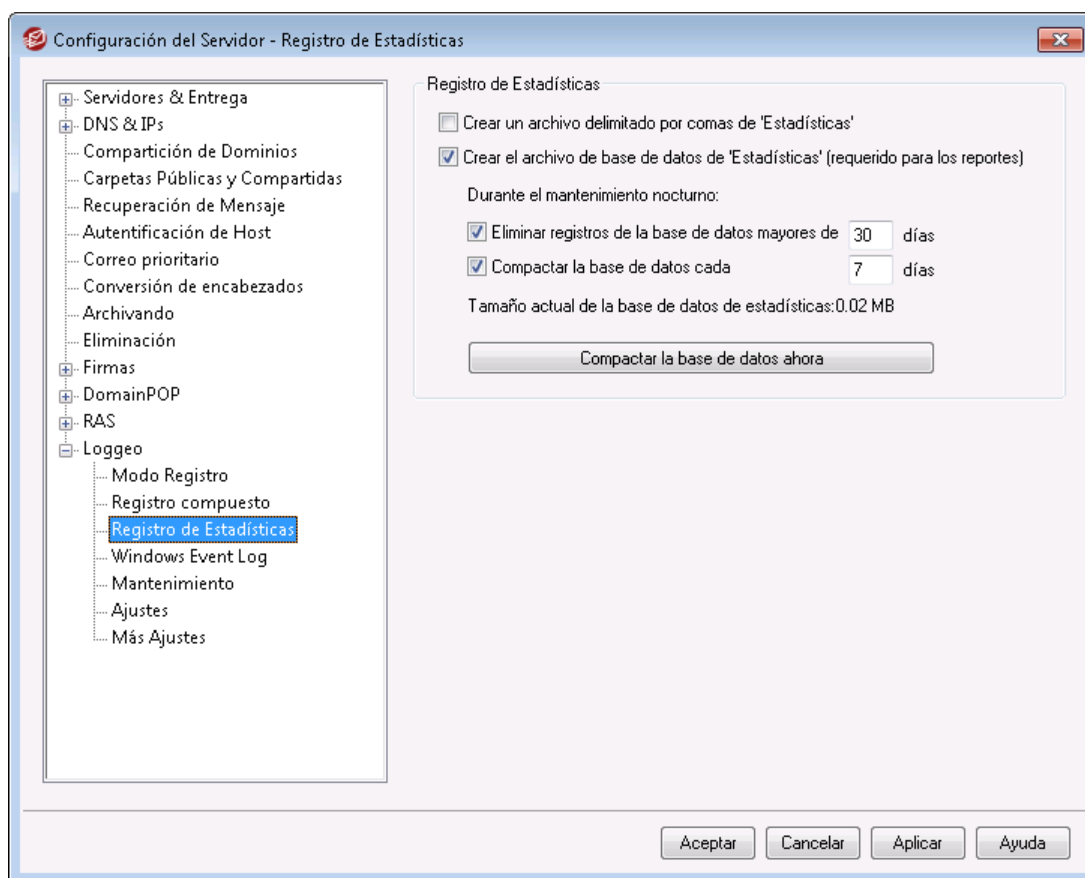 Configuración del Servidor - Registro de Estadísticas
Servidores & Entrega
DNS & IPs
Compartición de Dominios
Carpetas Públicas y Compartidas
Recuperación de Mensaje
Autentificación de Host
Correo prioritario
Conversión de encabezados
Archivando
Eliminación
Firmas
DomainPOP
RAS
Loggeo
Modo Registro
Registro compuesto
Registro de Estadísticas
Windows Event Log
Mantenimiento
Ajustes
Más Ajustes
Registro de Estadísticas
Crear un archivo delimitado por comas de 'Estadísticas'
Crear el archivo de base de datos de 'Estadísticas' (requerido para los reportes)
Durante el mantenimiento nocturno:
Eliminar registros de la base de datos mayores de 30 días
Compactar la base de datos cada 7 días
Tamaño actual de la base de datos de estadísticas:0.02 MB
Compactar la base de datos ahora
Aceptar Cancelar Aplicar Ayuda